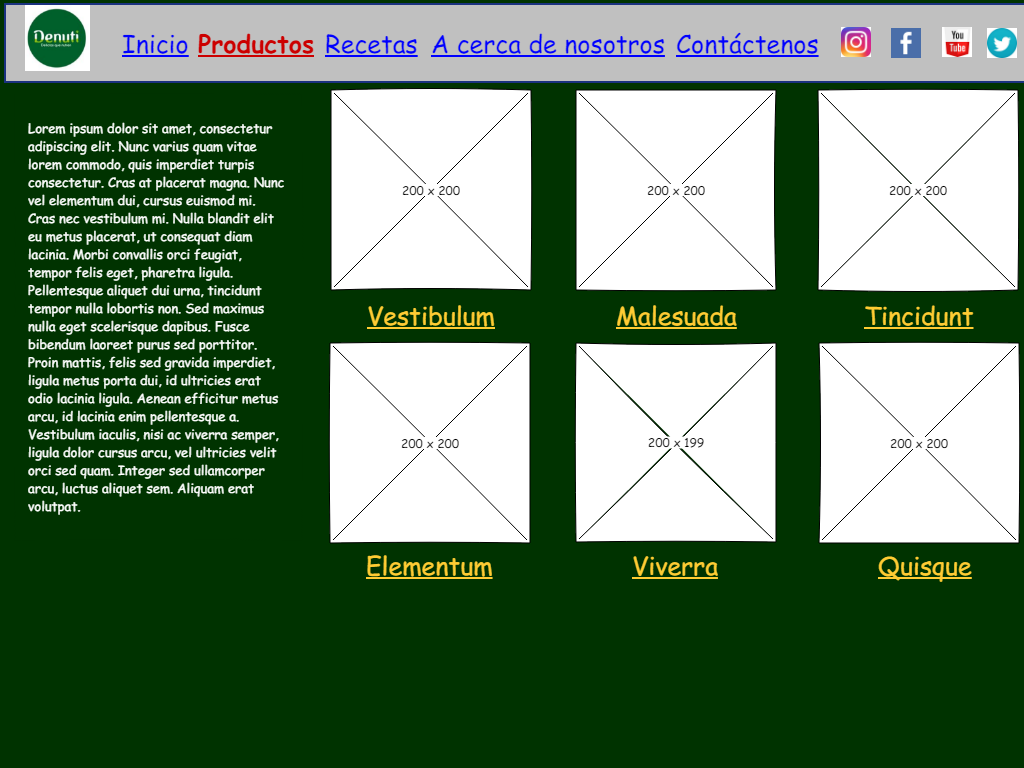 Denuti
Inicio Productos Recetas A cerca de nosotros Contáctenos
You
Tube
Lorem ipsum dolor sit amet, consectetur
adipiscing elit. Nunc varius quam vitae
lorem commodo, quis imperdiet turpis
consectetur. Cras at placerat magna. Nunc
vel elementum dui, cursus euismod mi.
Cras nec vestibulum mi. Nulla blandit elit
eu metus placerat, ut consequat diam
lacinia. Morbi convallis orci feugiat,
tempor felis eget, pharetra ligula.
Pellentesque aliquet dui urna, tincidunt
tempor nulla lobortis non. Sed maximus
nulla eget scelerisque dapibus. Fusce
bibendum laoreet purus sed porttitor.
Proin mattis, felis sed gravida imperdiet,
ligula metus porta dui, id ultricies erat
odio lacinia ligula. Aenean efficitur metus
arcu, id lacinia enim pellentesque a.
Vestibulum iaculis, nisi ac viverra semper,
ligula dolor cursus arcu, vel ultricies velit
orci sed quam. Integer sed ullamcorper
arcu, luctus aliquet sem. Aliquam erat
volutpat.
200 x 200
200 x 200
200 x 200
Vestibulum
Malesuada
Tincidunt
200 x 200
200 x 199
200 x 200
Elementum
Viverra
Quisque